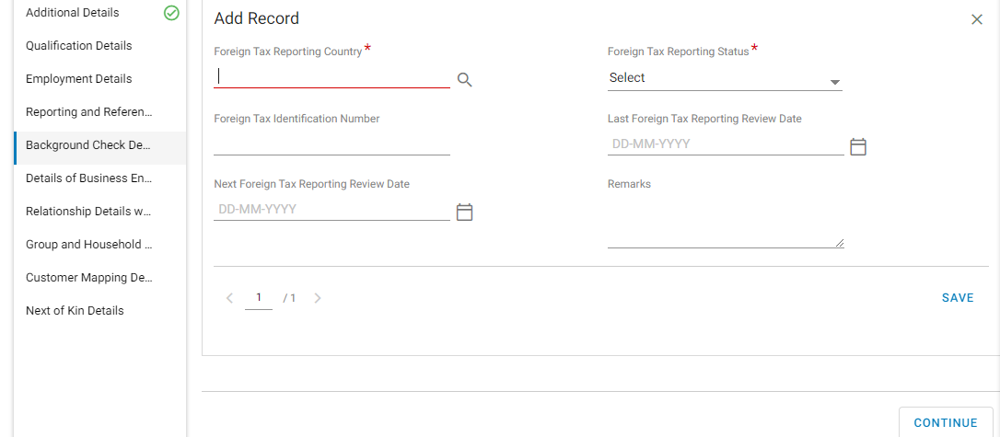 Additional Details
Qualification Details
Employment Details
Reporting and Referen...
Background Check De...
Details of Business En...
Relationship Details w...
Group and Household ...
Customer Mapping De...
Next of Kin Details
Add Record
Foreign Tax Reporting Country *
Foreign Tax Reporting Status *
Select
Foreign Tax Identification Number
Last Foreign Tax Reporting Review Date
DD-MM-YYYY
Next Foreign Tax Reporting Review Date
DD-MM-YYYY
Remarks
1 / 1
SAVE
CONTINUE